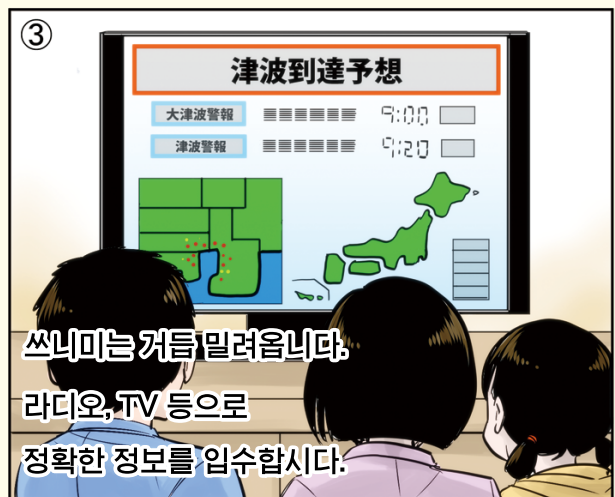 ③
津波到達予想
大津波警報 9:00
津波警報 9:20
쓰니미는 거듭 밀려옵니다.
라디오, TV 등으로
정확한 정보를 입수합시다.